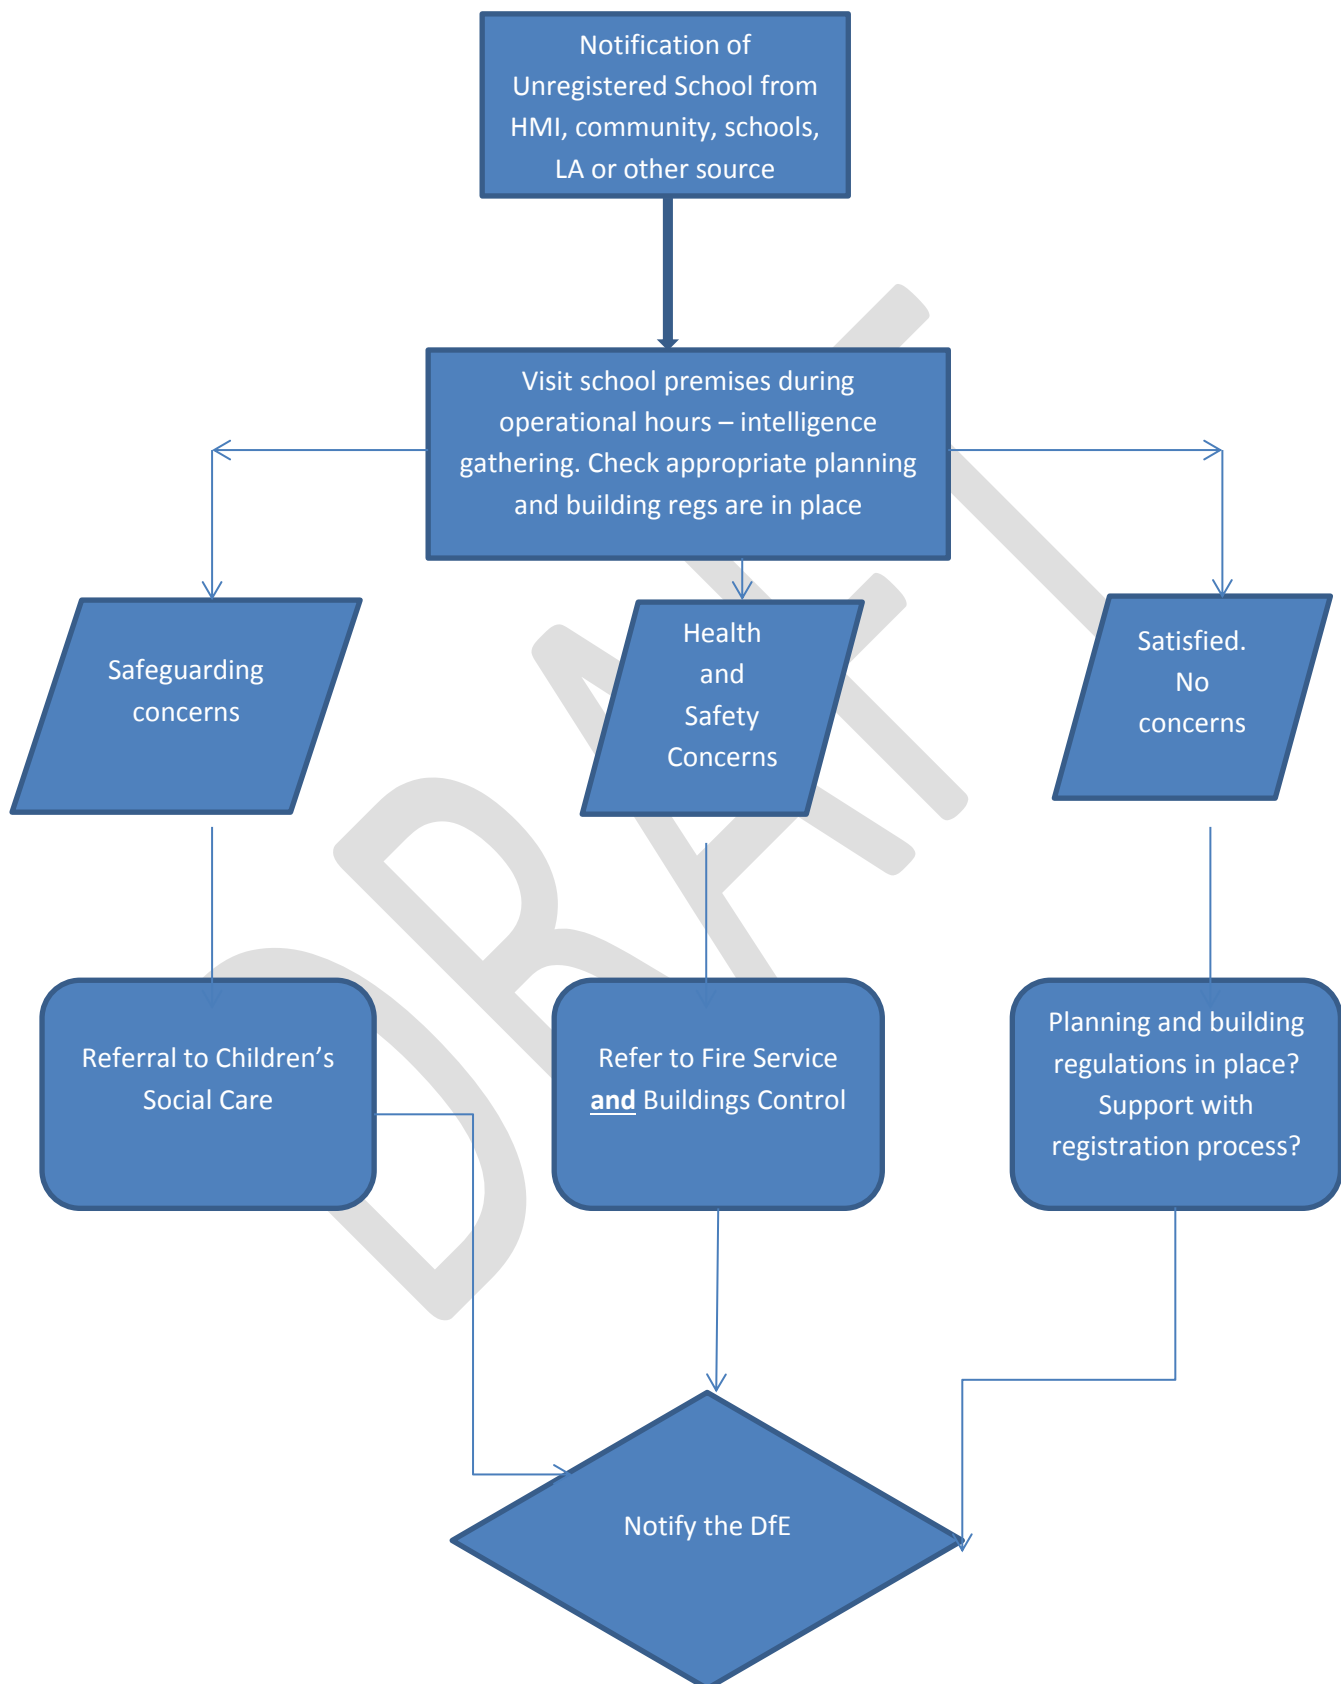 Notification of
Unregistered School from
HMI, community, schools,
LA or other source
Visit school premises during
operational hours – intelligence
gathering. Check appropriate planning
and building regs are in place
Safeguarding
concerns
Health
and
Safety
Concerns
Satisfied.
No
concerns
Referral to Children’s
Social Care
Refer to Fire Service
and Buildings Control
Planning and building
regulations in place?
Support with
registration process?
Notify the DfE
DRAFT